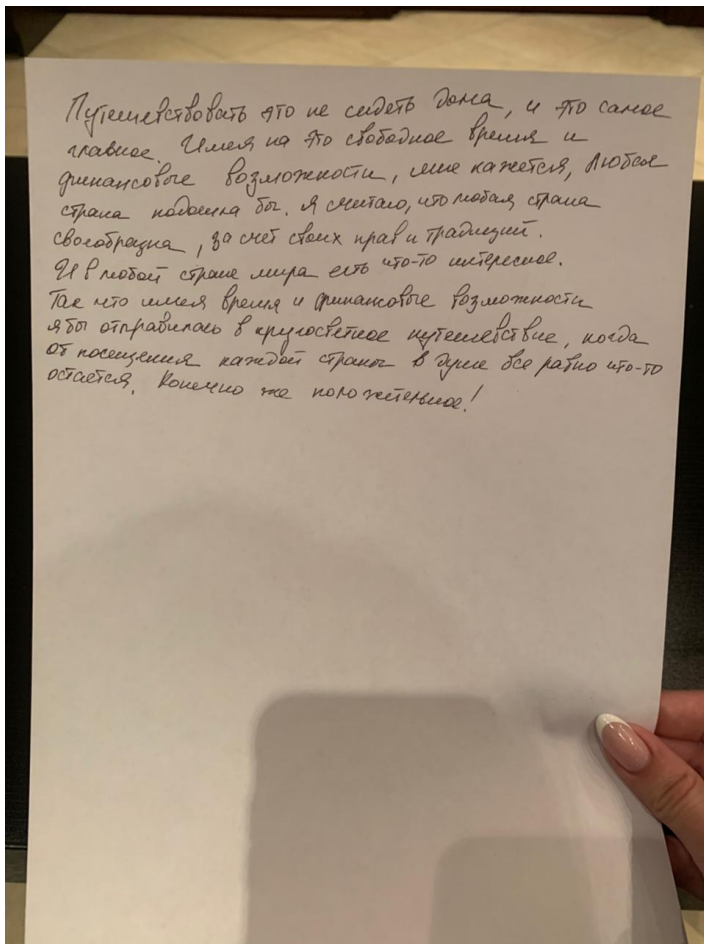 Путешествовать это не сидеть дома, и это самое
главное. Имея на это свободное время и
финансовые возможности, мне кажется, любая
страна подошла бы. Я считаю, что любая страна
своеобразна, за счёт своих нрав и традиций.
И в любой стране мира есть что-то интересное.
Так что имея время и финансовые возможности
я бы отправилась в кругосветное путешествие, когда
от посещения каждой страны в душе все равно что-то
остаётся. Конечно же положительное!